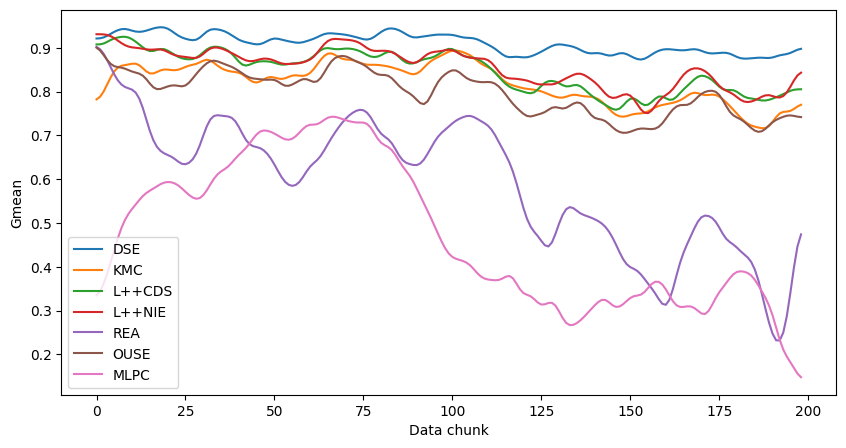 Gmean
0.9
0.8
0.7
0.6
0.5
0.4
0.3
0.2
DSE
KMC
L++CDS
L++NIE
REA
OUSE
MLPC
0 25 50 75 100 125 150 175 200
Data chunk